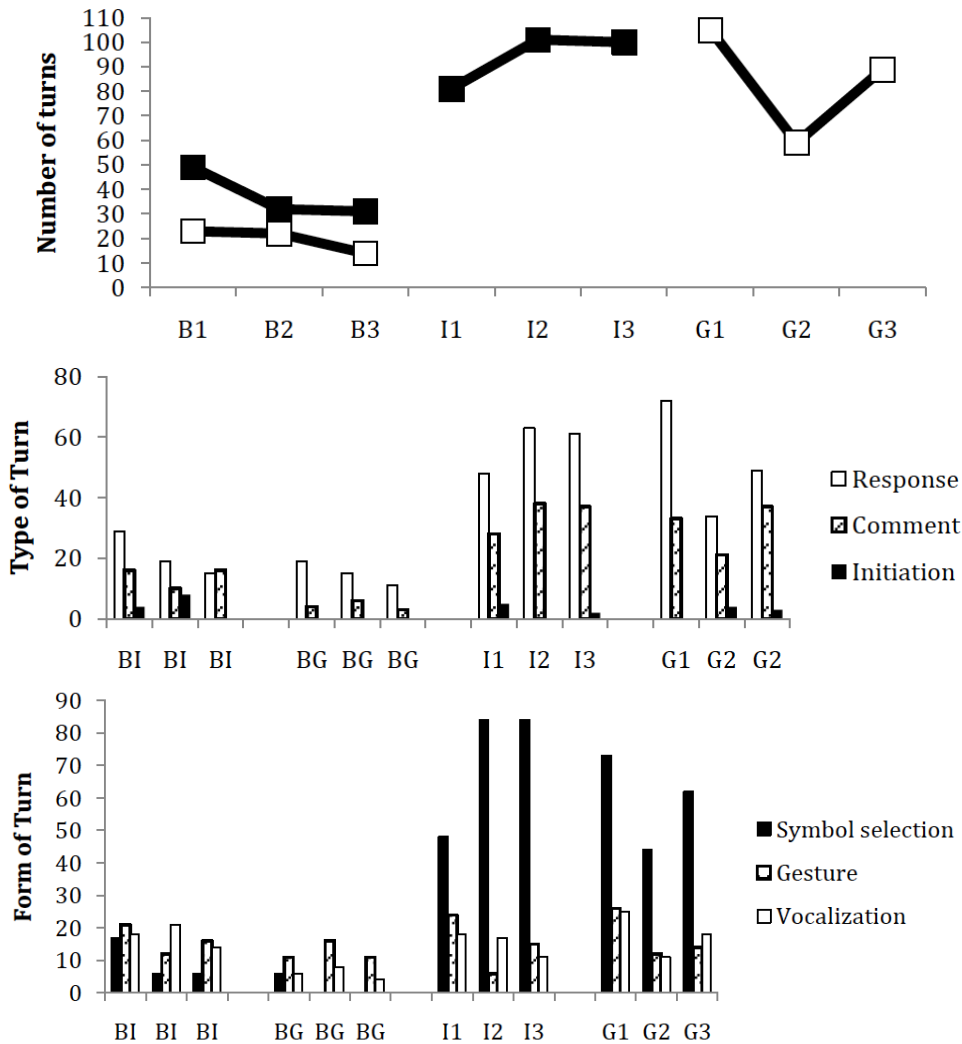 Number of turns
110
100
90
80
70
60
50
40
30
20
10
0
B1 B2 B3 I1 I2 I3 G1 G2 G3
Type of Turn
80
60
40
20
0
BI BI BI BG BG BG I1 I2 I3 G1 G2 G2
Response
Comment
Initiation
Form of Turn
90
80
70
60
50
40
30
20
10
0
BI BI BI BG BG BG I1 I2 I3 G1 G2 G3
Symbol selection
Gesture
Vocalization